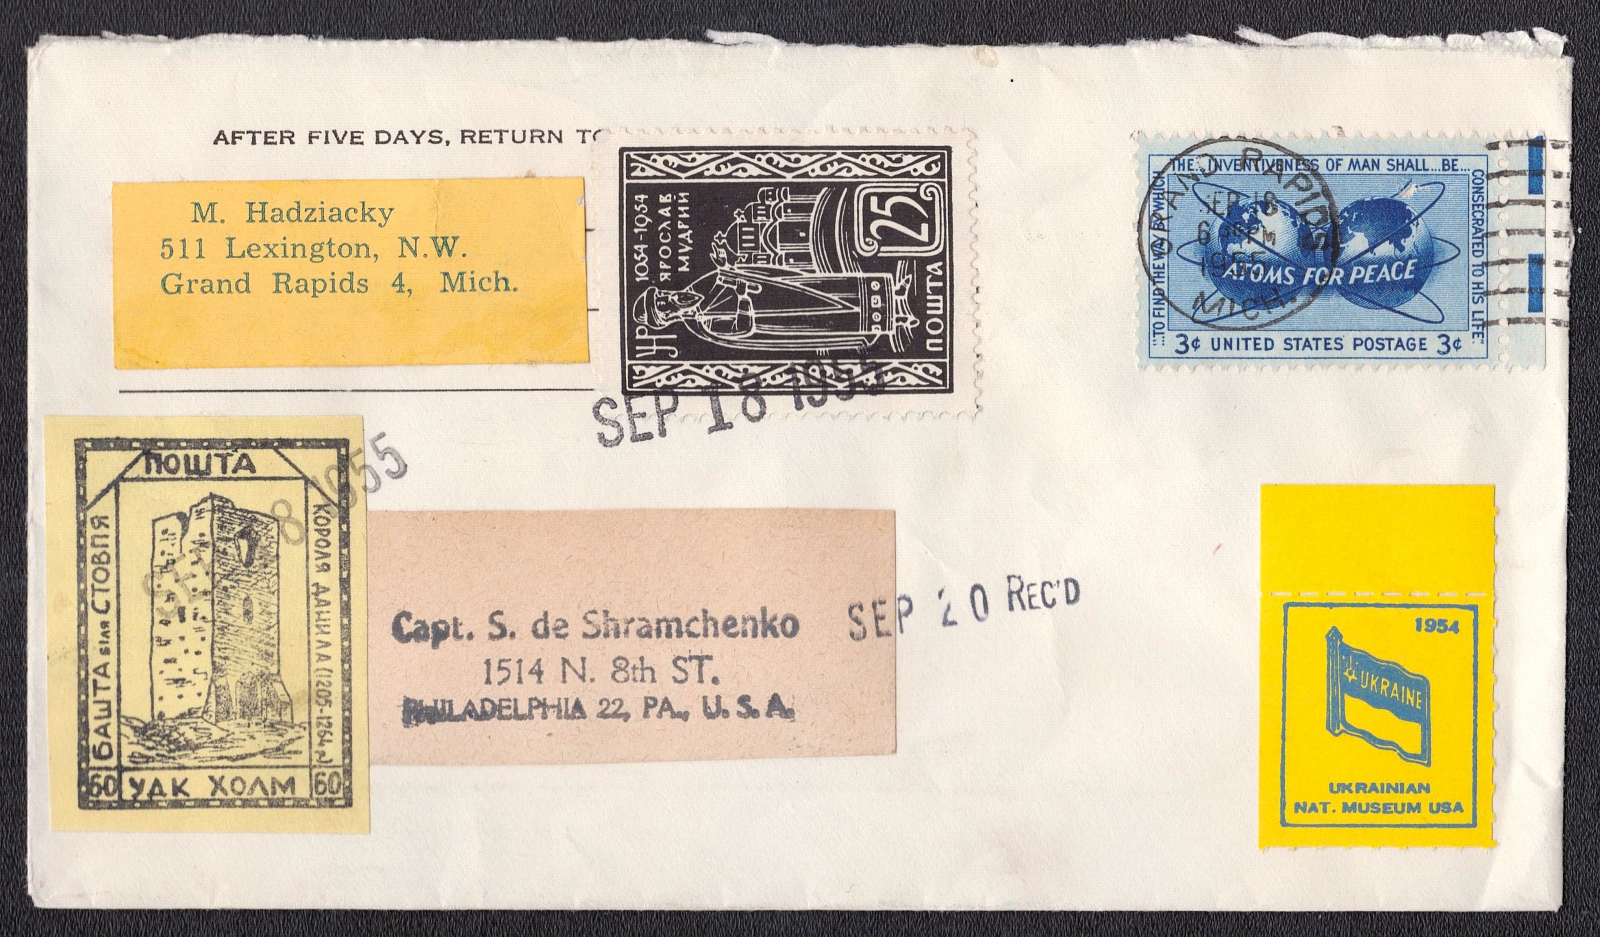 AFTER FIVE DAYS, RETURN TO
M. Hadziacky
511 Lexington, N.W.
Grand Rapids 4, Mich.
1054-1954
ЯРОСЛАВ
МУДРИЙ
25
ПОШТА
SEP 18 1955
"TO FIND THE WAY BY WHICH
THE INVENTIVENESS OF MAN SHALL...BE...
CONSECRATED TO HIS LIFE"
ATOMS FOR PEACE
3¢ UNITED STATES POSTAGE 3¢
GRAND RAPIDS
SEP 18
PM
1955
MICH.
ПОШТА
БАШТА БІЛЯ СТОВПЯ
КОРОЛЯ ДАНИЛА (1205-1264 р.)
60 УДК ХОЛМ 60
SEP 18 1955
Capt. S. de Shramchenko
1514 N. 8th ST.
PHILADELPHIA 22, PA., U.S.A.
SEP 20 REC'D
1954
UKRAINE
UKRAINIAN
NAT. MUSEUM USA